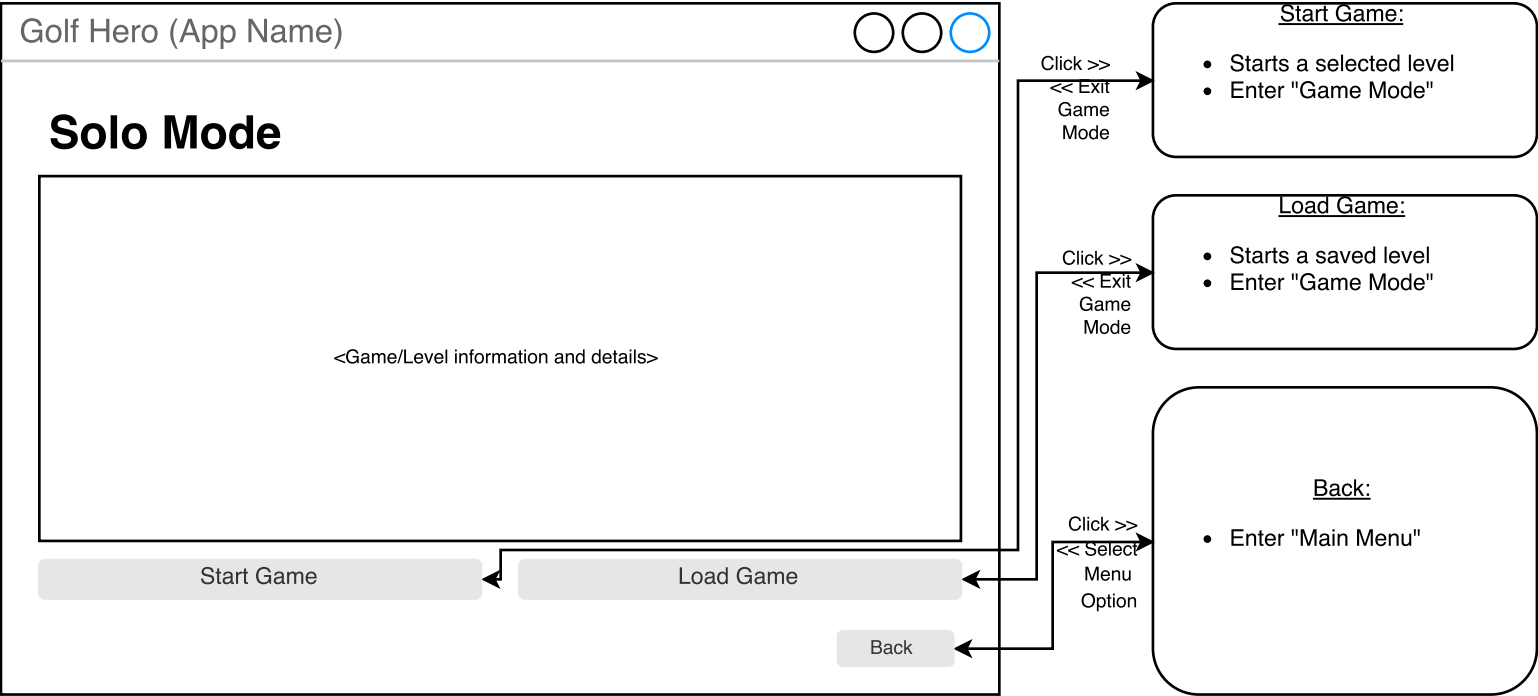 Golf Hero (App Name)
Solo Mode
<Game/Level information and details>
Start Game
Load Game
Back
Click >>
<< Exit
Game
Mode
Start Game:
• Starts a selected level
• Enter "Game Mode"
Click >>
<< Exit
Game
Mode
Load Game:
• Starts a saved level
• Enter "Game Mode"
Click >>
<< Select
Menu
Option
Back:
• Enter "Main Menu"